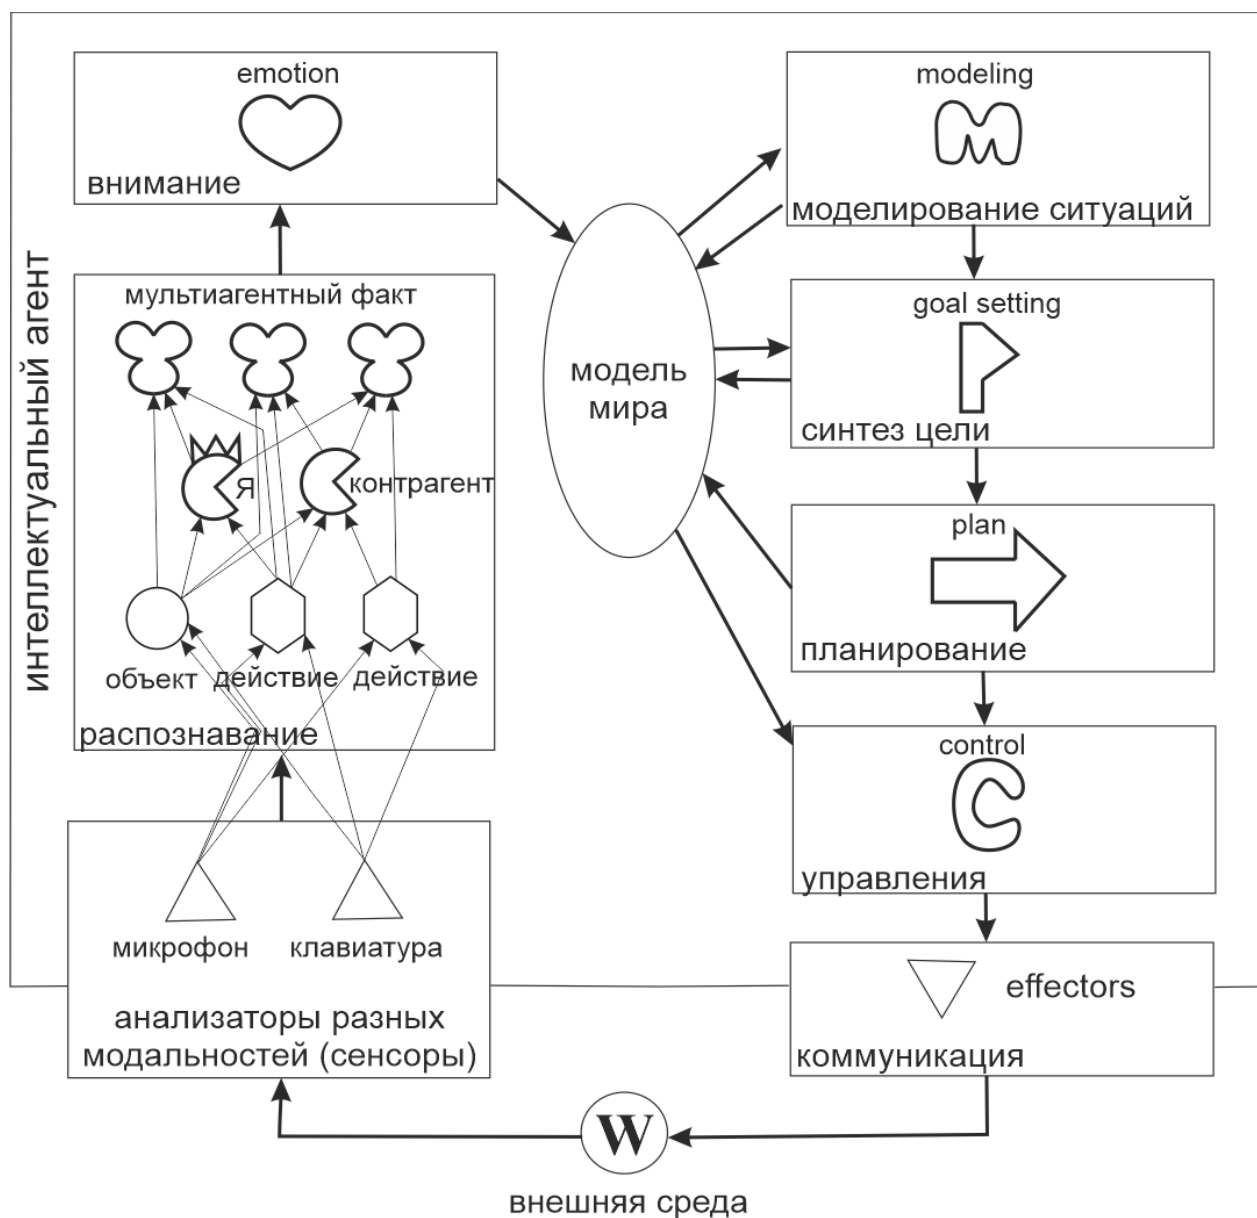 интеллектуальный агент
emotion
внимание
мультиагентный факт
Я
контрагент
объект
действие
действие
распознавание
микрофон
клавиатура
анализаторы разных
модальностей (сенсоры)
модель
мира
modeling
моделирование ситуаций
goal setting
синтез цели
plan
планирование
control
управления
effectors
коммуникация
W
внешняя среда